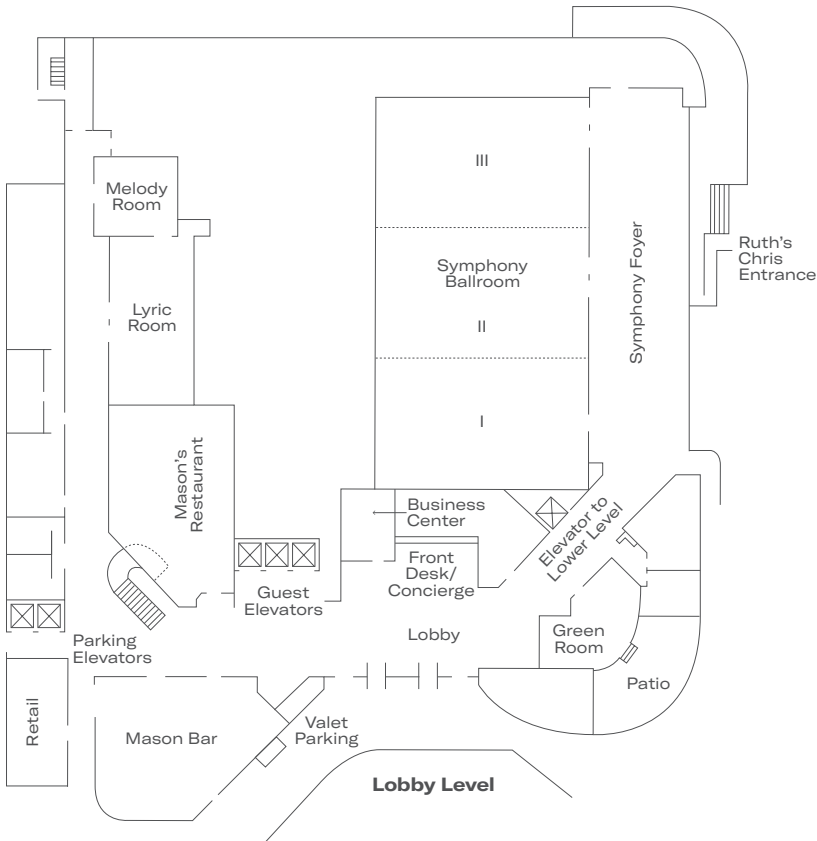 III
Melody
Room
Symphony
Ballroom
Symphony Foyer
Ruth's
Chris
Entrance
Lyric
Room
II
I
Mason's
Restaurant
Business
Center
Elevator to
Lower Level
Front
Desk/
Concierge
Guest
Elevators
Lobby
Green
Room
Parking
Elevators
Patio
Retail
Mason Bar
Valet
Parking
Lobby Level